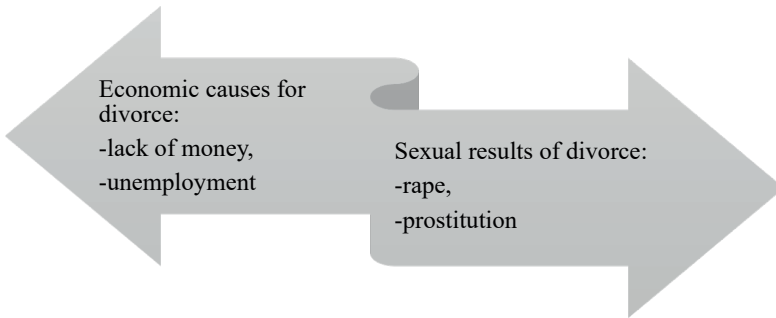 Economic causes for
divorce:
-lack of money,
-unemployment
Sexual results of divorce:
-rape,
-prostitution